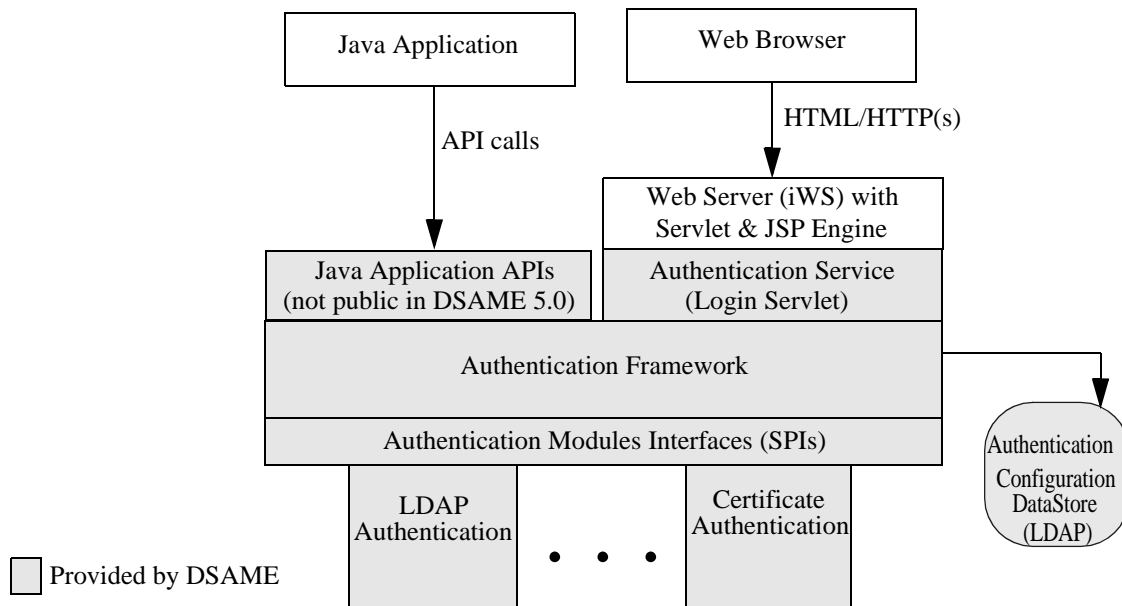 Java Application
Web Browser
API calls
HTML/HTTP(s)
Web Server (iWS) with
Servlet & JSP Engine
Java Application APIs
(not public in DSAME 5.0)
Authentication Service
(Login Servlet)
Authentication Framework
Authentication Modules Interfaces (SPIs)
LDAP
Authentication
Certificate
Authentication
Authentication
Configuration
DataStore
(LDAP)
Provided by DSAME